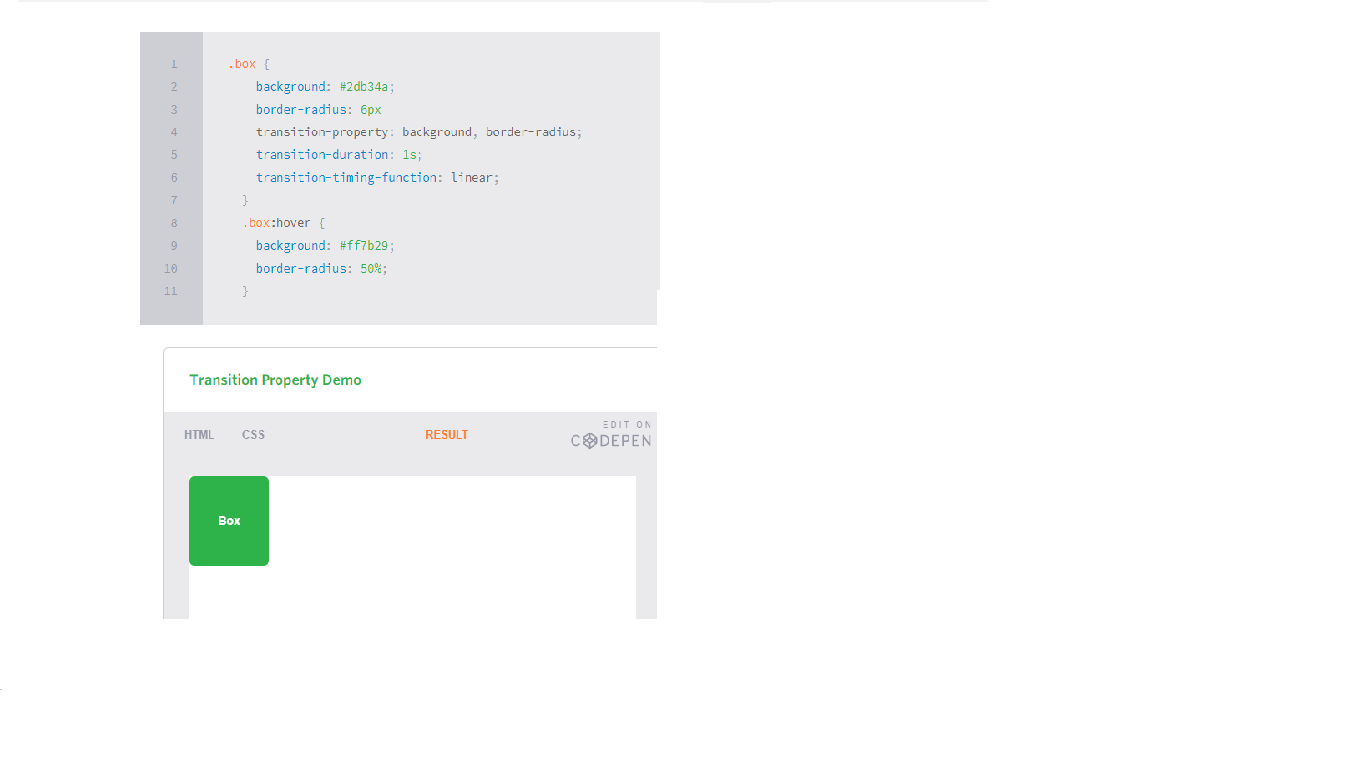 1 .box {
2 background: #2db34a;
3 border-radius: 6px
4 transition-property: background, border-radius;
5 transition-duration: 1s;
6 transition-timing-function: linear;
7 }
8 .box:hover {
9 background: #ff7b29;
10 border-radius: 50%;
11 }
Transition Property Demo
HTML CSS RESULT EDIT ON
CODEPEN
Box